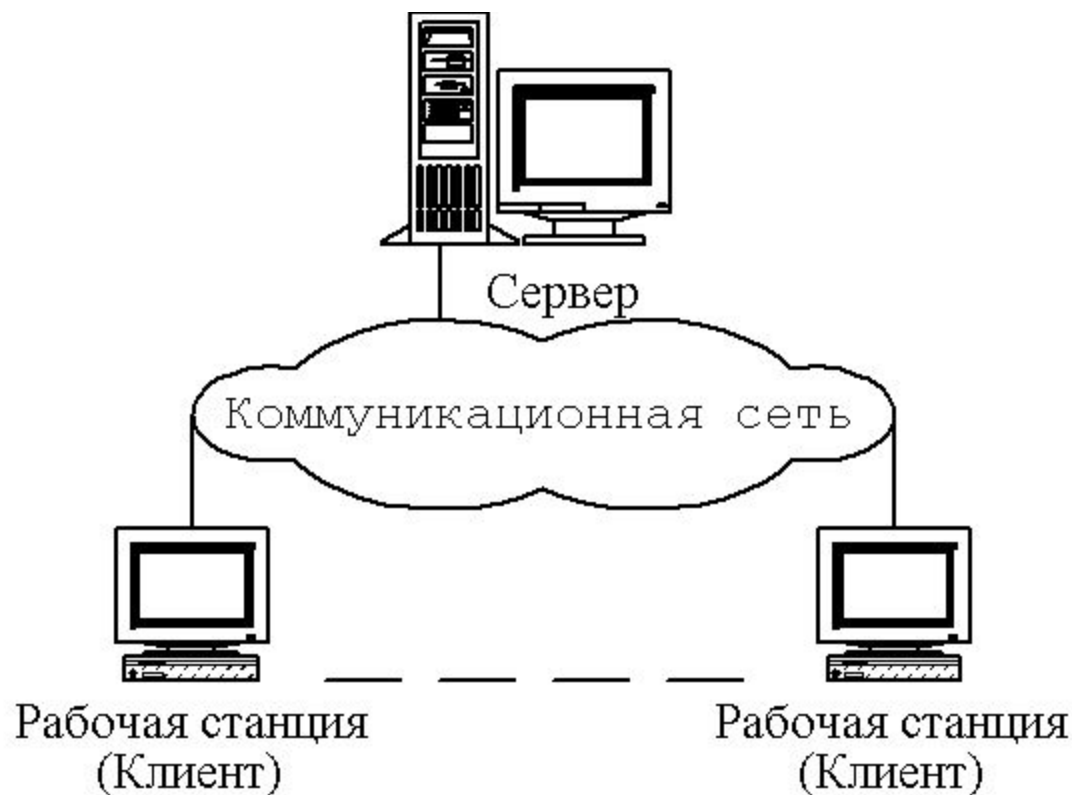 Сервер
Коммуникационная сеть
Рабочая станция
(Клиент)
Рабочая станция
(Клиент)